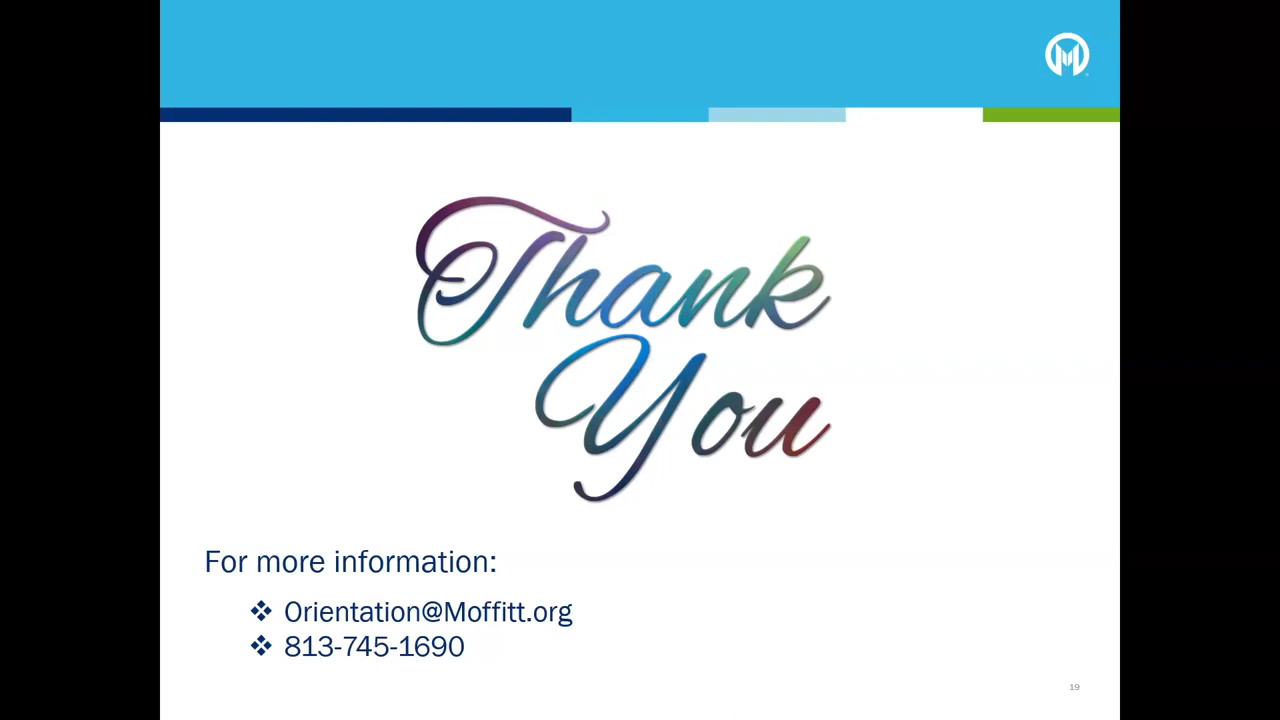 Thank
You
For more information:
❖ Orientation@Moffitt.org
❖ 813-745-1690
19